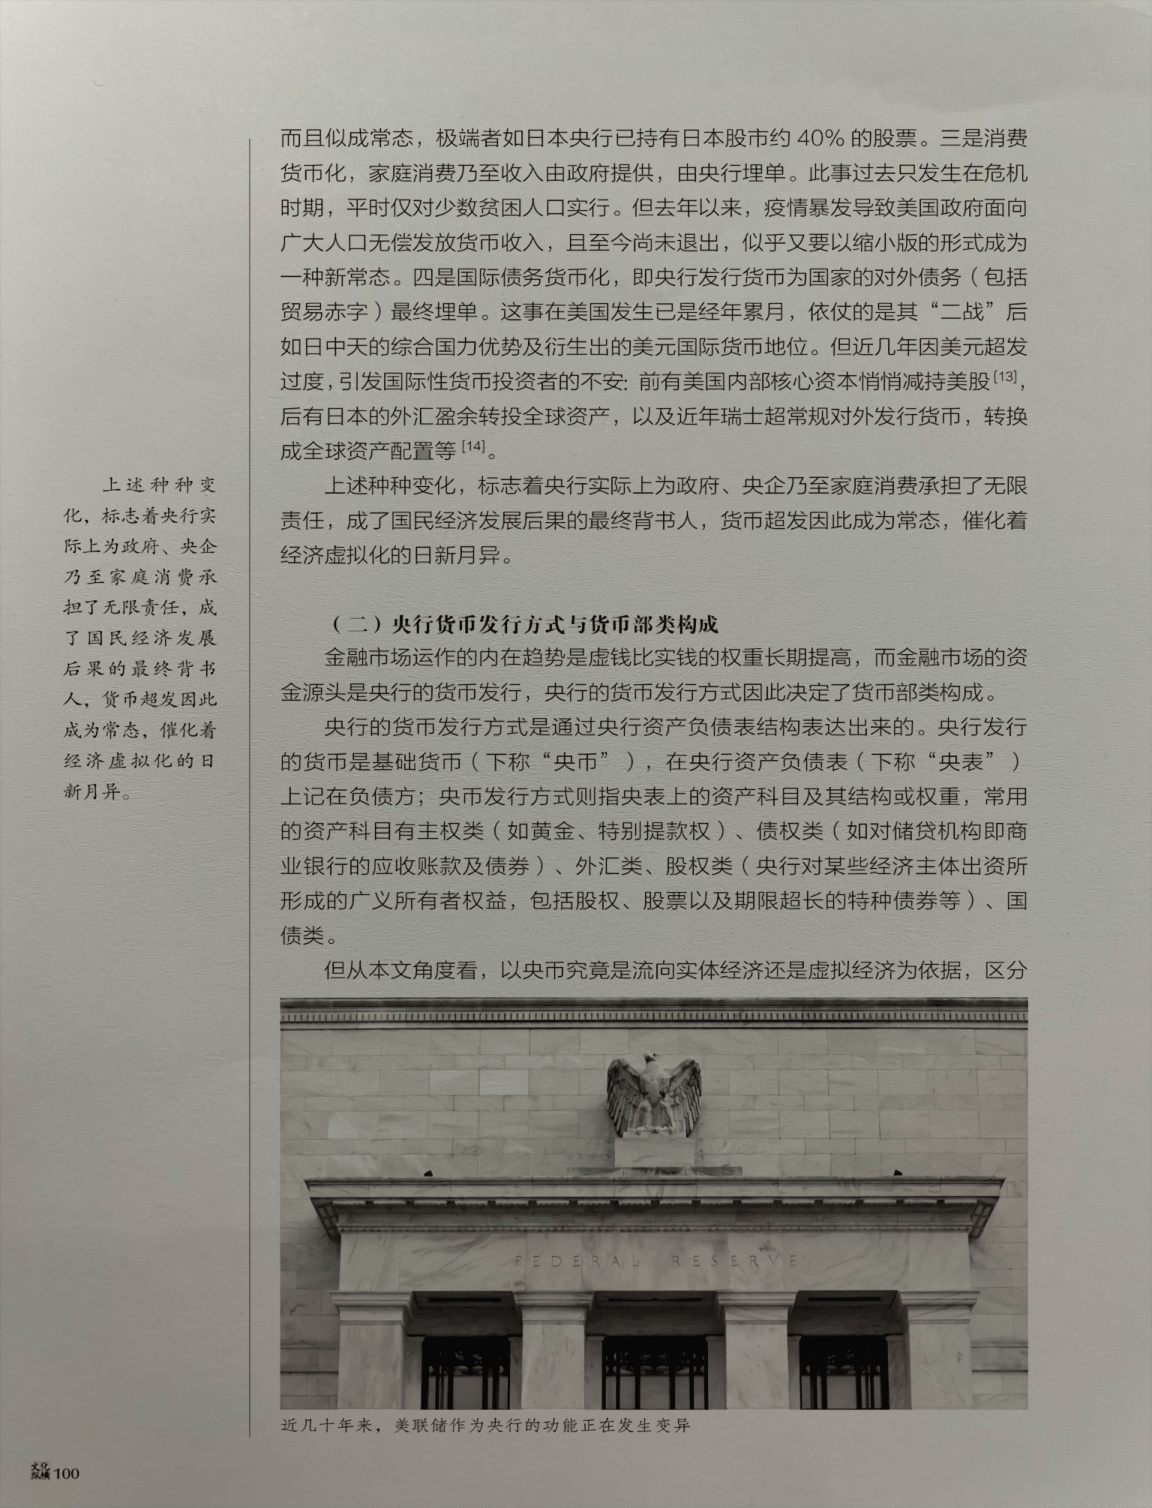 而且似成常态，极端者如日本央行已持有日本股市约 40% 的股票。三是消费
货币化，家庭消费乃至收入由政府提供，由央行埋单。此事过去只发生在危机
时期，平时仅对少数贫困人口实行。但去年以来，疫情暴发导致美国政府面向
广大人口无偿发放货币收入，且至今尚未退出，似乎又要以缩小版的形式成为
一种新常态。四是国际债务货币化，即央行发行货币为国家的对外债务（包括
贸易赤字）最终埋单。这事在美国发生已是经年累月，依仗的是其“二战”后
如日中天的综合国力优势及衍生出的美元国际货币地位。但近几年因美元超发
过度，引发国际性货币投资者的不安：前有美国内部核心资本悄悄减持美股[13]，
后有日本的外汇盈余转投全球资产，以及近年瑞士超常规对外发行货币，转换
成全球资产配置等[14]。
上述种种变化，标志着央行实际上为政府、央企乃至家庭消费承担了无限
责任，成了国民经济发展后果的最终背书人，货币超发因此成为常态，催化着
经济虚拟化的日新月异。
（二）央行货币发行方式与货币部类构成
金融市场运作的内在趋势是虚钱比实钱的权重长期提高，而金融市场的资
金源头是央行的货币发行，央行的货币发行方式因此决定了货币部类构成。
央行的货币发行方式是通过央行资产负债表结构表达出来的。央行发行
的货币是基础货币（下称“央币”），在央行资产负债表（下称“央表”）
上记在负债方；央币发行方式则指央表上的资产科目及其结构或权重，常用
的资产科目有主权类（如黄金、特别提款权）、债权类（如对储贷机构即商
业银行的应收账款及债券）、外汇类、股权类（央行对某些经济主体出资所
形成的广义所有者权益，包括股权、股票以及期限超长的特种债券等）、国
债类。
但从本文角度看，以央币究竟是流向实体经济还是虚拟经济为依据，区分
上述种种变
化，标志着央行实
际上为政府、央企
乃至家庭消费承
担了无限责任，成
了国民经济发展
后果的最终背书
人，货币超发因此
成为常态，催化着
经济虚拟化的日
新月异。
FEDERAL RESERVE
近几十年来，美联储作为央行的功能正在发生变异
文化
纵横 100